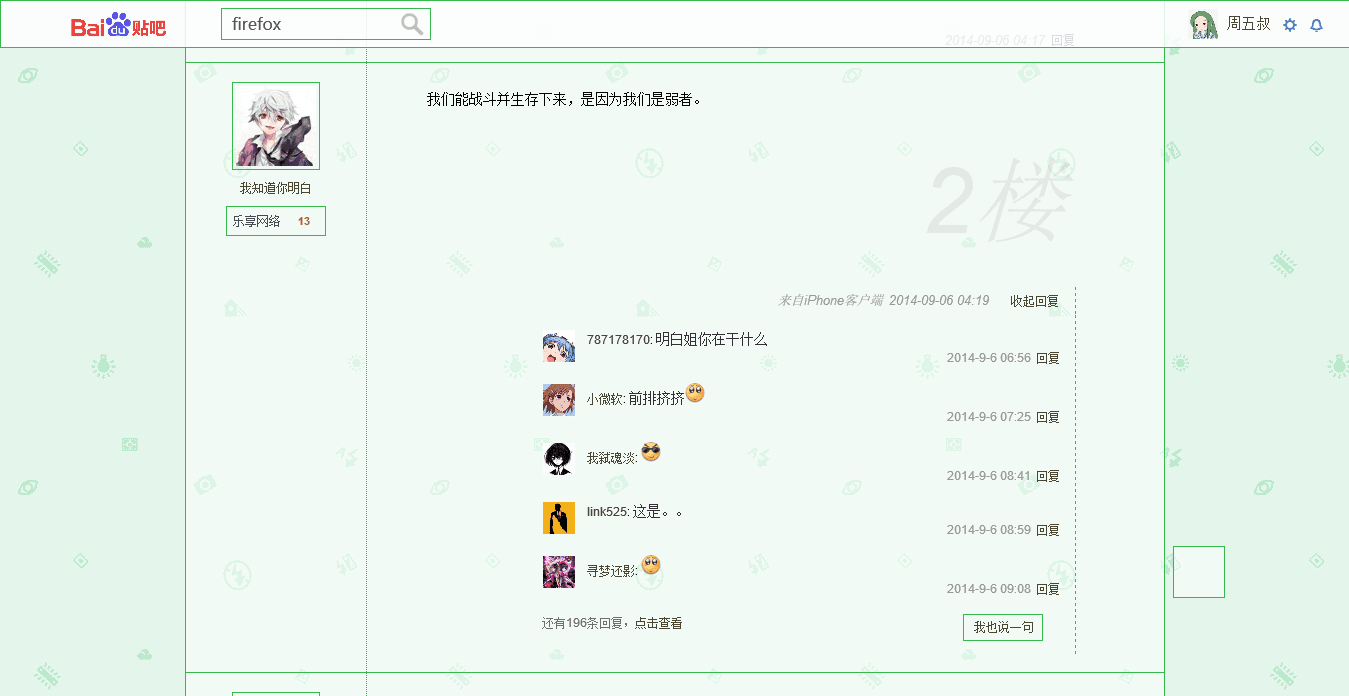 Bai du 贴吧
firefox
周五叔
2014-09-06 04:17 回复
我们能战斗并生存下来，是因为我们是弱者。
我知道你明白
乐享网络 13
2楼
来自iPhone客户端 2014-09-06 04:19 收起回复
787178170: 明白姐你在干什么
2014-9-6 06:56 回复
小微软: 前排挤挤
2014-9-6 07:25 回复
我弑魂淡:
2014-9-6 08:41 回复
link525: 这是。。
2014-9-6 08:59 回复
寻梦还影:
2014-9-6 09:08 回复
还有196条回复，点击查看
我也说一句